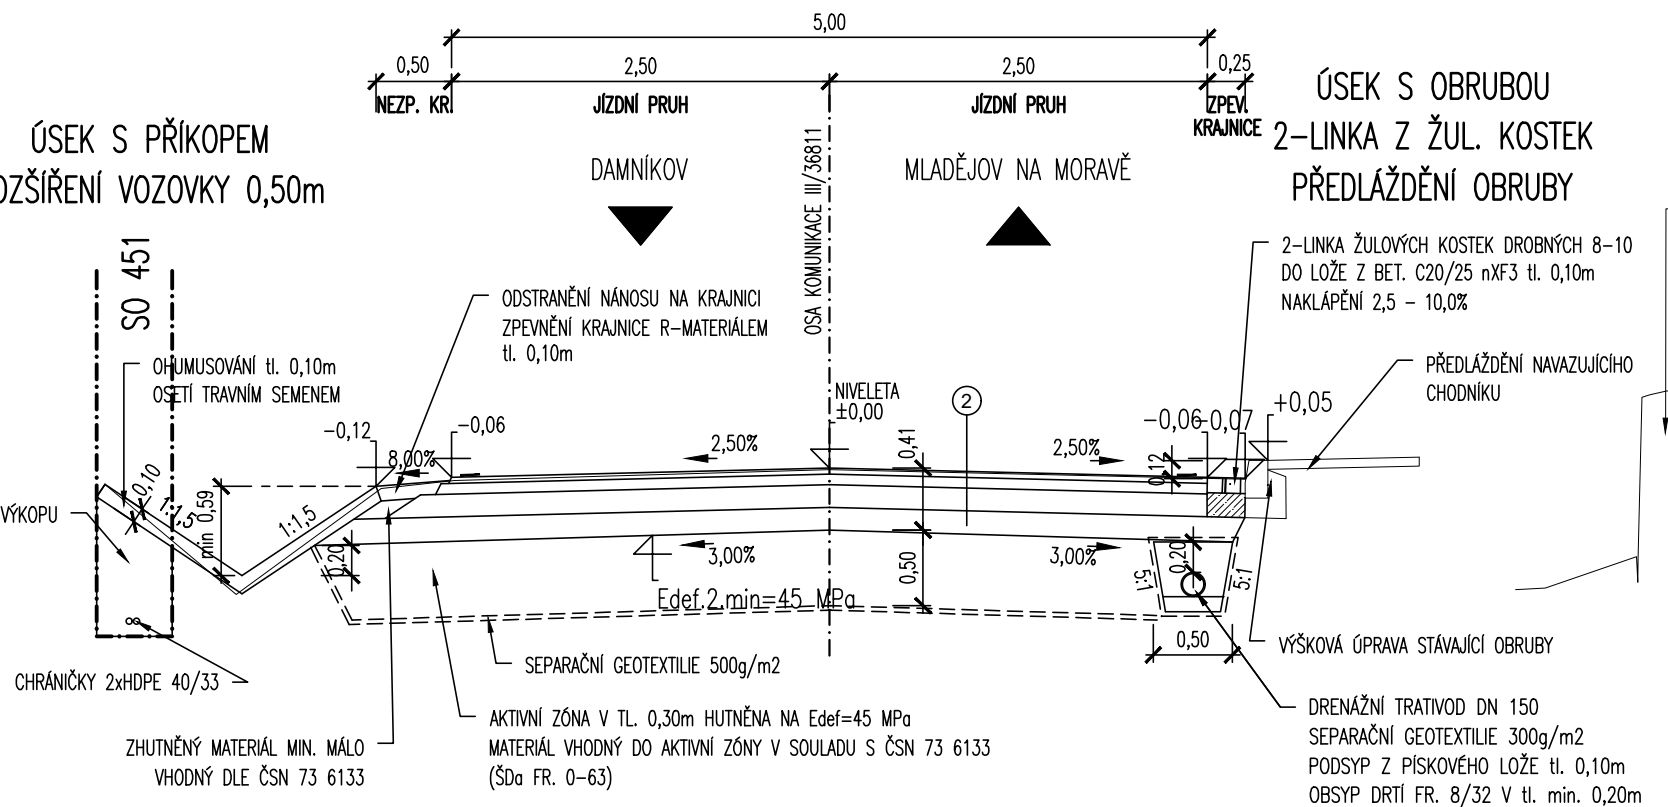 5,00
0,50
2,50
2,50
0,25
NEZP. KR.
JÍZDNÍ PRUH
JÍZDNÍ PRUH
ZPEV.
KRAJNICE
ÚSEK S PŘÍKOPEM
OZŠÍŘENÍ VOZOVKY 0,50m
ÚSEK S OBRUBOU
2-LINKA Z ŽUL. KOSTEK
PŘEDLÁŽDĚNÍ OBRUBY
DAMNÍKOV
MLADĚJOV NA MORAVĚ
OSA KOMUNIKACE III/36811
SO 451
2-LINKA ŽULOVÝCH KOSTEK DROBNÝCH 8-10
DO LOŽE Z BET. C20/25 nXF3 tl. 0,10m
NAKLÁPĚNÍ 2,5 - 10,0%
ODSTRANĚNÍ NÁNOSU NA KRAJNICI
ZPEVNĚNÍ KRAJNICE R-MATERIÁLEM
tl. 0,10m
OHUMUSOVÁNÍ tl. 0,10m
OSETÍ TRAVNÍM SEMENEM
PŘEDLÁŽDĚNÍ NAVAZUJÍCÍHO
CHODNÍKU
NIVELETA
±0,00
2
-0,12
-0,06
-0,06
-0,07
+0,05
8,00%
2,50%
0,41
2,50%
0,12
0,10
1:1,5
min 0,59
1:1,5
VÝKOPU
0,20
3,00%
0,50
3,00%
0,20
5:1
5:1
Edef.2.min=45 MPa
0,50
CHRÁNIČKY 2xHDPE 40/33
SEPARAČNÍ GEOTEXTILIE 500g/m2
VÝŠKOVÁ ÚPRAVA STÁVAJÍCÍ OBRUBY
AKTIVNÍ ZÓNA V TL. 0,30m HUTNĚNA NA Edef=45 MPa
MATERIÁL VHODNÝ DO AKTIVNÍ ZÓNY V SOULADU S ČSN 73 6133
(ŠDa FR. 0-63)
ZHUTNĚNÝ MATERIÁL MIN. MÁLO
VHODNÝ DLE ČSN 73 6133
DRENÁŽNÍ TRATIVOD DN 150
SEPARAČNÍ GEOTEXTILIE 300g/m2
PODSYP Z PÍSKOVÉHO LOŽE tl. 0,10m
OBSYP DRTÍ FR. 8/32 V tl. min. 0,20m